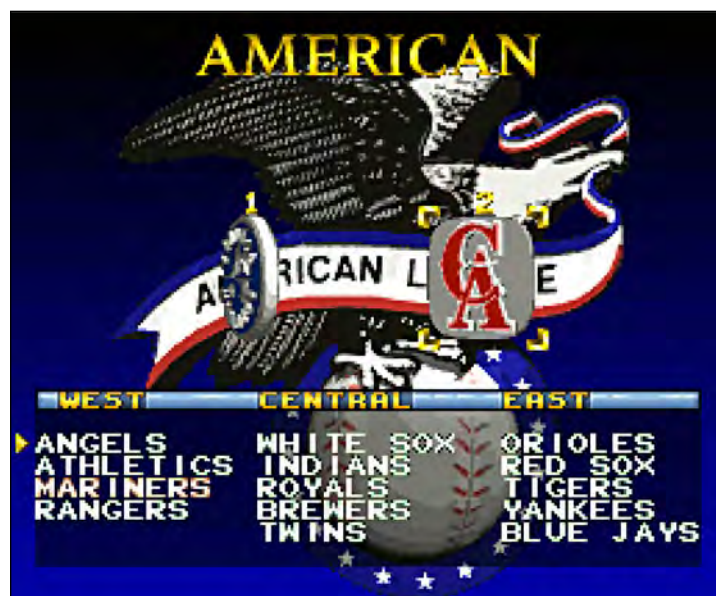 AMERICAN
1 2
AMERICAN L E
CA
WEST CENTRAL EAST
ANGELS WHITE SOX ORIOLES
ATHLETICS INDIANS RED SOX
MARINERS ROYALS TIGERS
RANGERS BREWERS YANKEES
TWINS BLUE JAYS